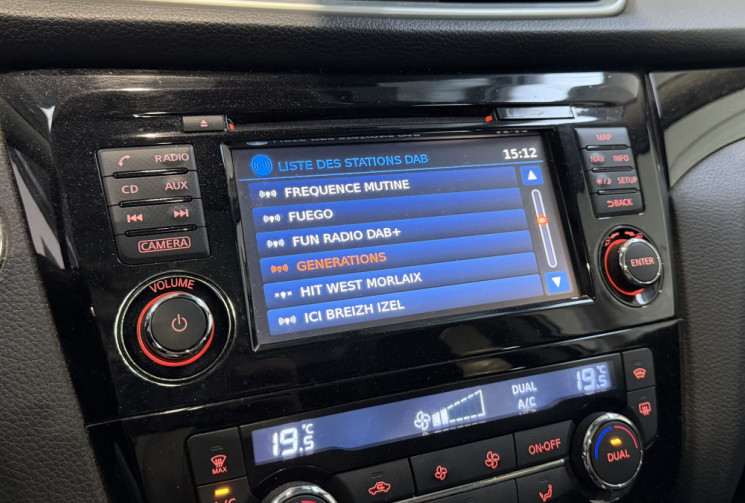 RADIO
CD AUX
CAMERA
VOLUME
LISTE DES STATIONS DAB 15:12
FREQUENCE MUTINE
FUEGO
FUN RADIO DAB+
GENERATIONS
HIT WEST MORLAIX
ICI BREIZH IZEL
MAP
NAV INFO
SETUP
BACK
ENTER
19.5 °C
DUAL
A/C
19.5 °C
MAX
ON·OFF
DUAL